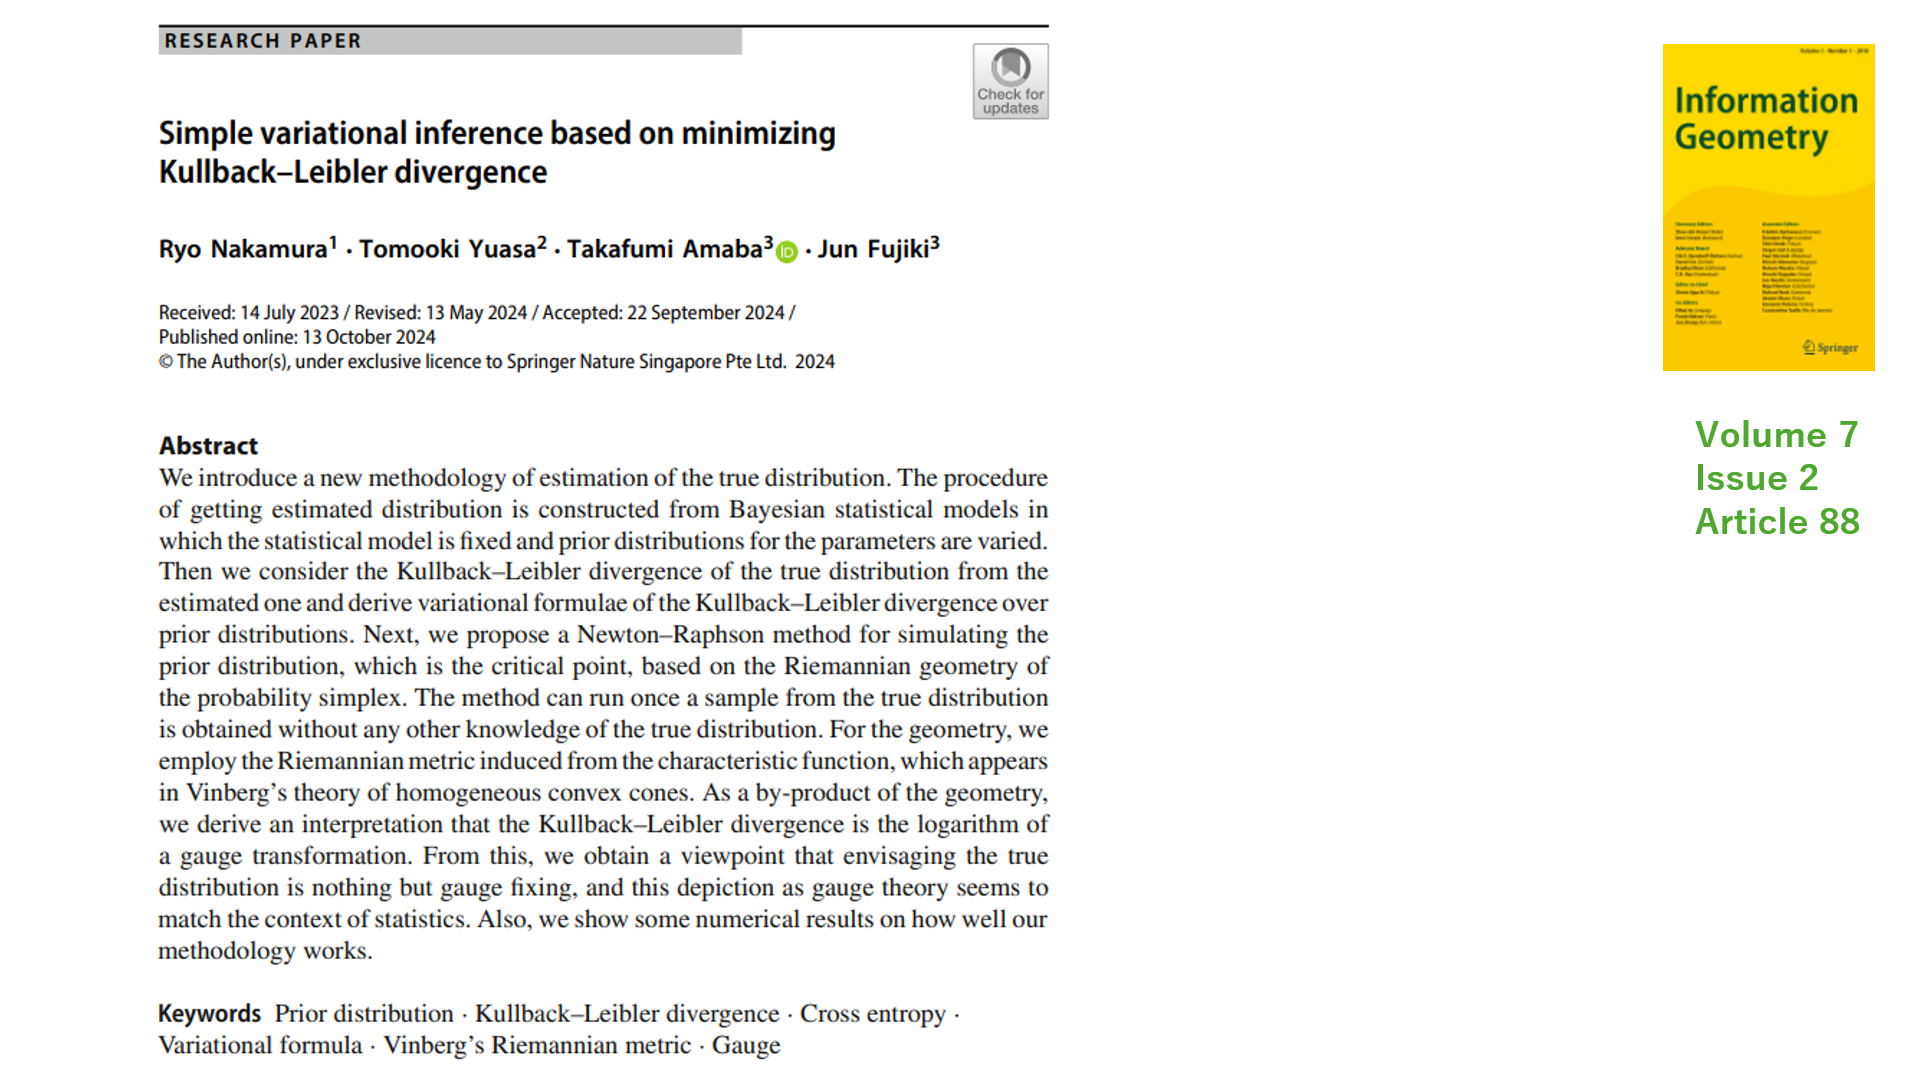 RESEARCH PAPER
Check for
updates
Simple variational inference based on minimizing
Kullback–Leibler divergence
Ryo Nakamura1 · Tomooki Yuasa2 · Takafumi Amaba3 iD · Jun Fujiki3
Received: 14 July 2023 / Revised: 13 May 2024 / Accepted: 22 September 2024 /
Published online: 13 October 2024
© The Author(s), under exclusive licence to Springer Nature Singapore Pte Ltd. 2024
Abstract
We introduce a new methodology of estimation of the true distribution. The procedure
of getting estimated distribution is constructed from Bayesian statistical models in
which the statistical model is fixed and prior distributions for the parameters are varied.
Then we consider the Kullback–Leibler divergence of the true distribution from the
estimated one and derive variational formulae of the Kullback–Leibler divergence over
prior distributions. Next, we propose a Newton–Raphson method for simulating the
prior distribution, which is the critical point, based on the Riemannian geometry of
the probability simplex. The method can run once a sample from the true distribution
is obtained without any other knowledge of the true distribution. For the geometry, we
employ the Riemannian metric induced from the characteristic function, which appears
in Vinberg's theory of homogeneous convex cones. As a by-product of the geometry,
we derive an interpretation that the Kullback–Leibler divergence is the logarithm of
a gauge transformation. From this, we obtain a viewpoint that envisaging the true
distribution is nothing but gauge fixing, and this depiction as gauge theory seems to
match the context of statistics. Also, we show some numerical results on how well our
methodology works.
Keywords Prior distribution · Kullback–Leibler divergence · Cross entropy ·
Variational formula · Vinberg's Riemannian metric · Gauge
Information
Geometry
Springer
Volume 7
Issue 2
Article 88